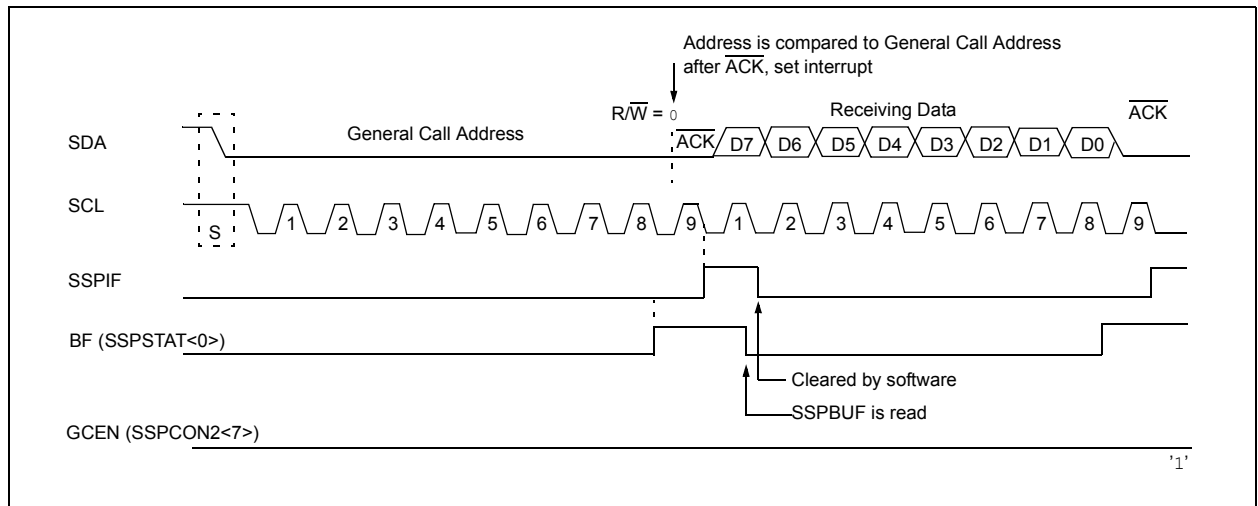 Address is compared to General Call Address
after A̅C̅K̅, set interrupt
R/W̅ = 0
Receiving Data
A̅C̅K̅
SDA
General Call Address
A̅C̅K̅ D7 D6 D5 D4 D3 D2 D1 D0
SCL
S
1 2 3 4 5 6 7 8 9 1 2 3 4 5 6 7 8 9
SSPIF
BF (SSPSTAT<0>)
Cleared by software
SSPBUF is read
GCEN (SSPCON2<7>)
'1'